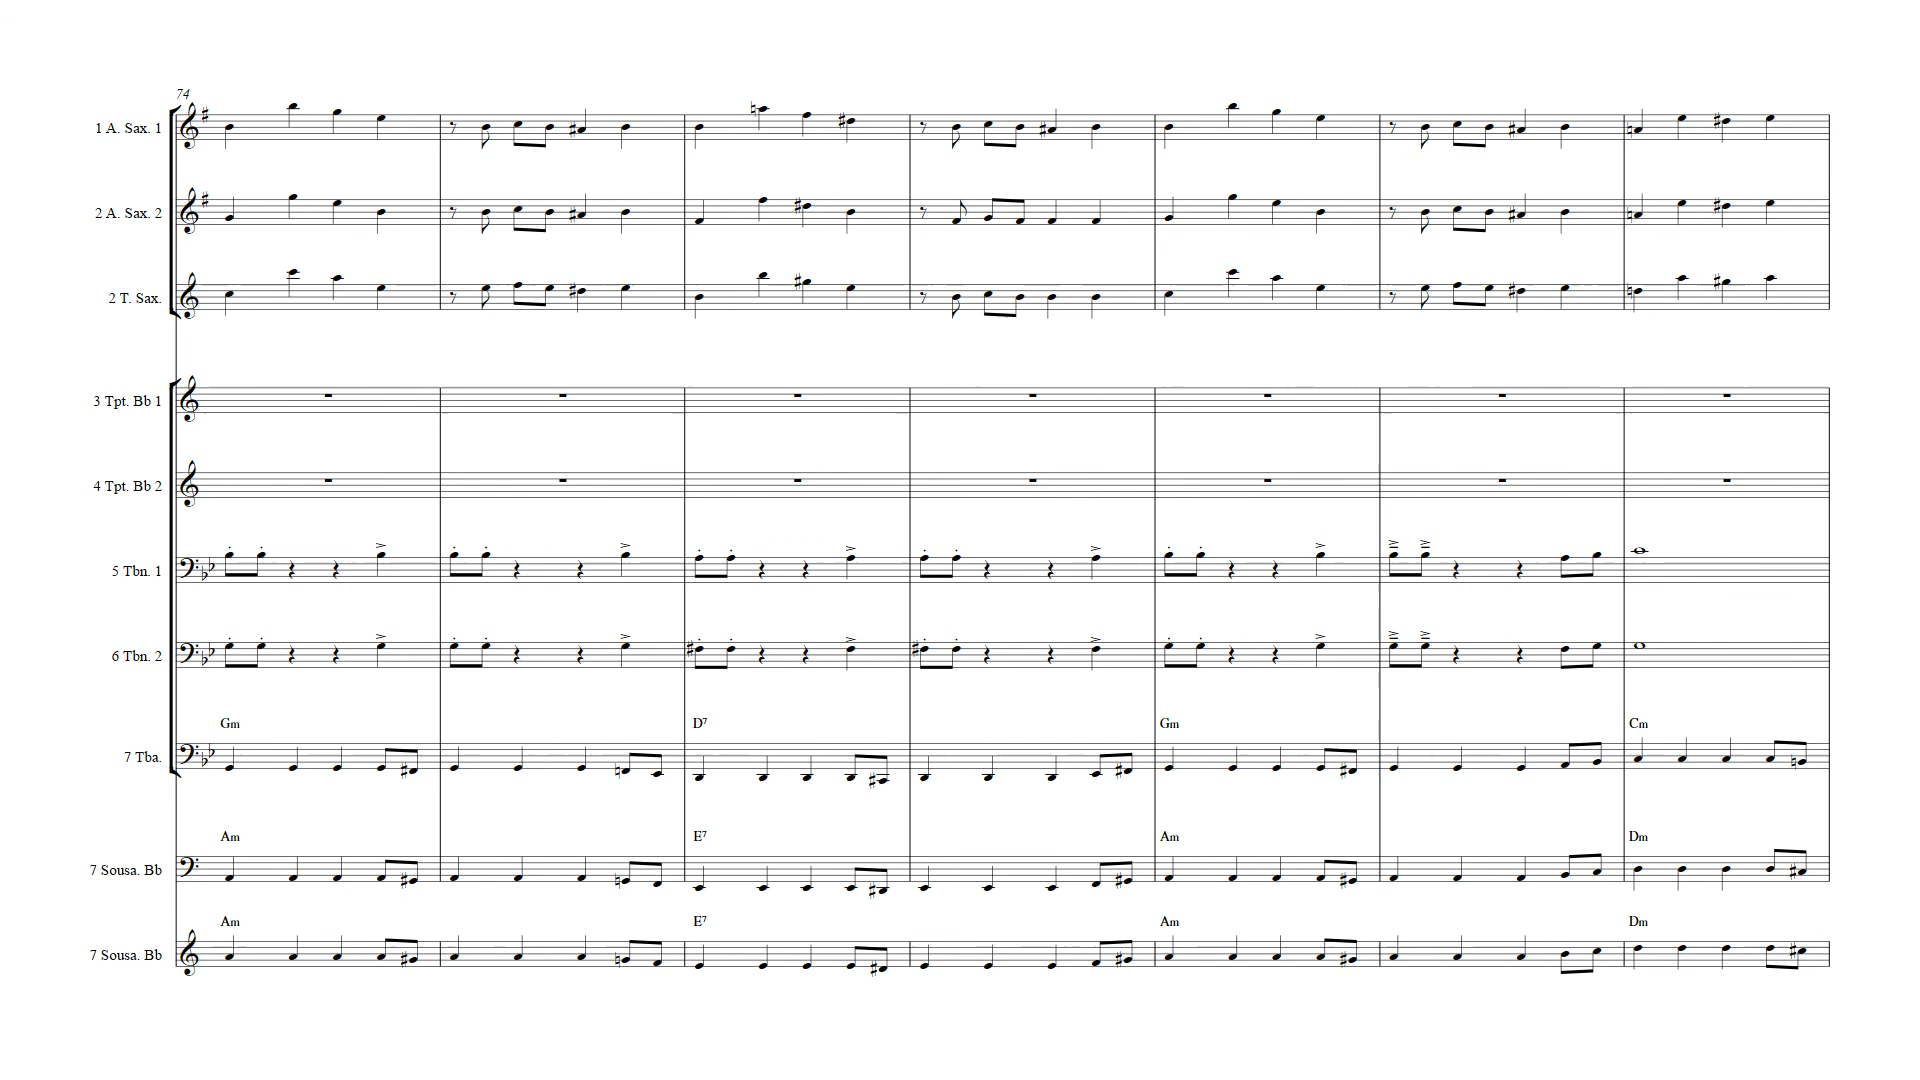 74
1 A. Sax. 1
2 A. Sax. 2
2 T. Sax.
3 Tpt. Bb 1
4 Tpt. Bb 2
5 Tbn. 1
6 Tbn. 2
Gm D7 Gm Cm
7 Tba.
Am E7 Am Dm
7 Sousa. Bb
Am E7 Am Dm
7 Sousa. Bb